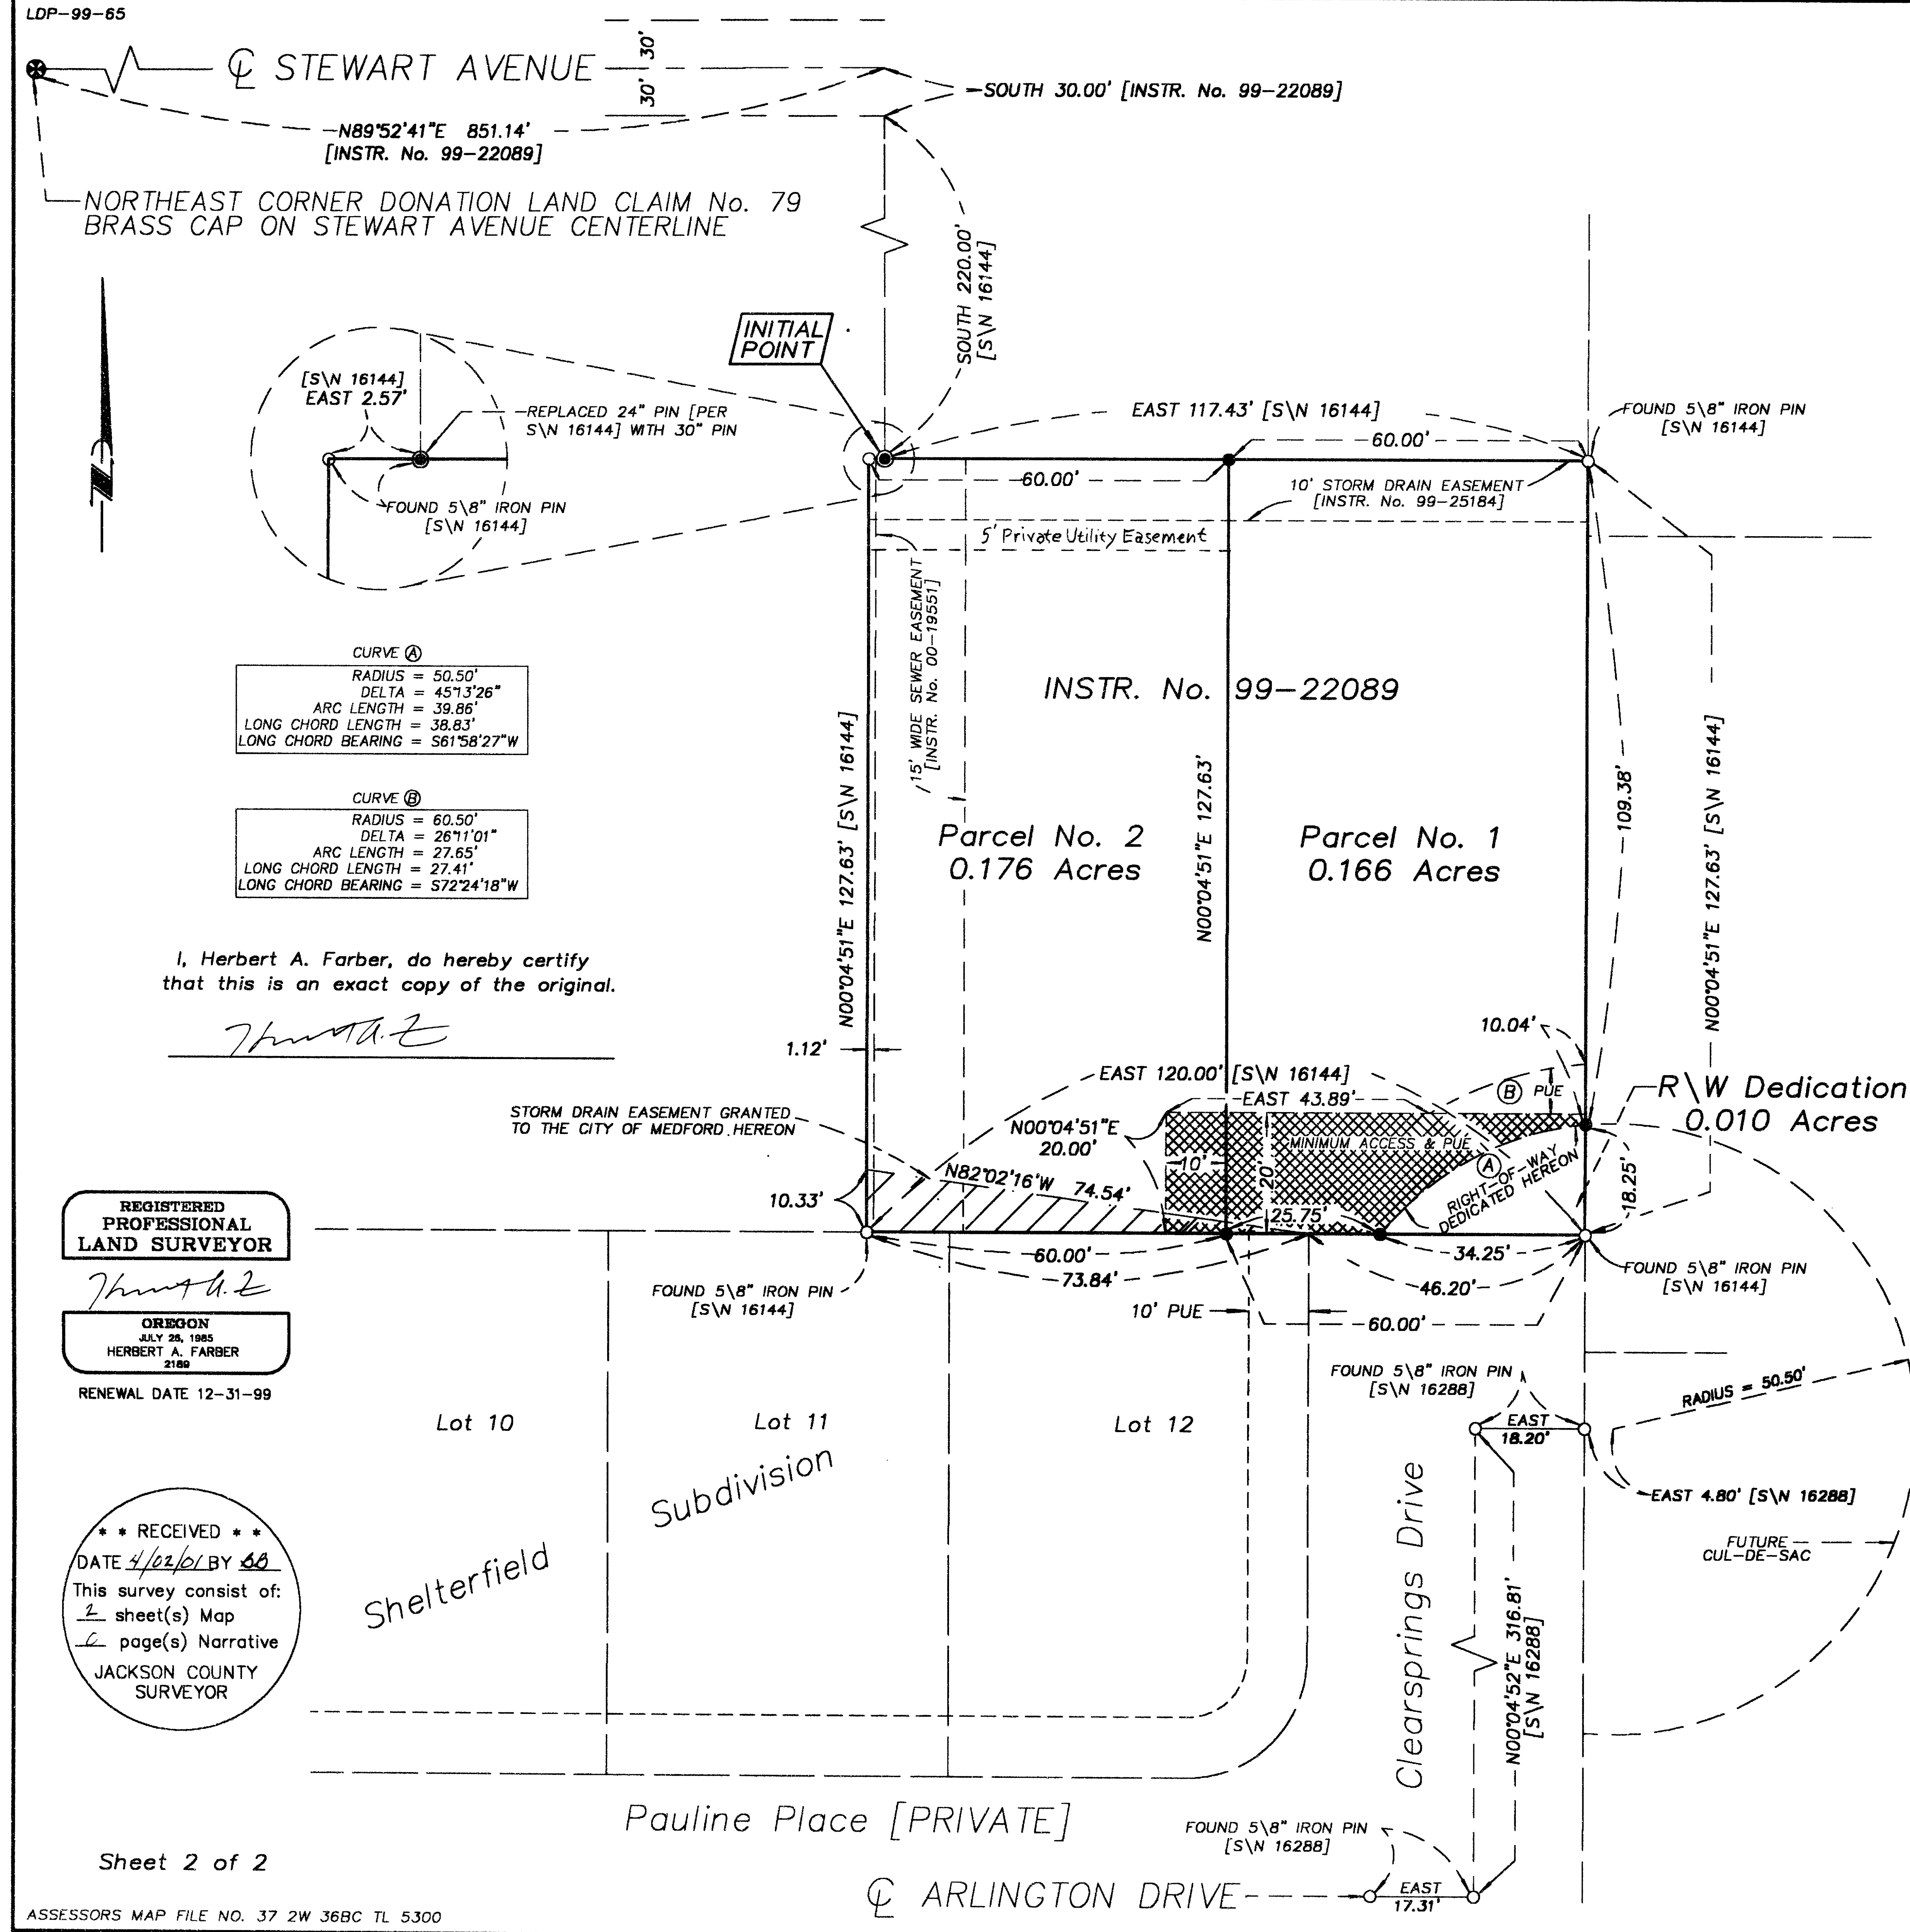 LDP-99-65
℄ STEWART AVENUE
30'
30'
SOUTH 30.00' [INSTR. No. 99-22089]
N89°52'41"E 851.14'
[INSTR. No. 99-22089]
NORTHEAST CORNER DONATION LAND CLAIM No. 79
BRASS CAP ON STEWART AVENUE CENTERLINE
SOUTH 220.00'
[S\N 16144]
INITIAL
POINT
[S\N 16144]
EAST 2.57'
REPLACED 24" PIN [PER
S\N 16144] WITH 30" PIN
FOUND 5\8" IRON PIN
[S\N 16144]
EAST 117.43' [S\N 16144]
60.00'
60.00'
FOUND 5\8" IRON PIN
[S\N 16144]
10' STORM DRAIN EASEMENT
[INSTR. No. 99-25184]
5' Private Utility Easement
15' WIDE SEWER EASEMENT
[INSTR. No. 00-19551]
INSTR. No. 99-22089
CURVE Ⓐ
RADIUS = 50.50'
DELTA = 45°13'26"
ARC LENGTH = 39.86'
LONG CHORD LENGTH = 38.83'
LONG CHORD BEARING = S61°58'27"W
CURVE Ⓑ
RADIUS = 60.50'
DELTA = 26°11'01"
ARC LENGTH = 27.65'
LONG CHORD LENGTH = 27.41'
LONG CHORD BEARING = S72°24'18"W
N00°04'51"E 127.63' [S\N 16144]
N00°04'51"E 127.63'
109.38'
N00°04'51"E 127.63' [S\N 16144]
Parcel No. 2
0.176 Acres
Parcel No. 1
0.166 Acres
I, Herbert A. Farber, do hereby certify
that this is an exact copy of the original.
1.12'
10.04'
EAST 120.00' [S\N 16144]
EAST 43.89'
Ⓑ PUE
R\W Dedication
0.010 Acres
STORM DRAIN EASEMENT GRANTED
TO THE CITY OF MEDFORD HEREON
N00°04'51"E
20.00'
MINIMUM ACCESS & PUE
10'
20'
Ⓐ
RIGHT-OF-WAY
DEDICATED HEREON
18.25'
N82°02'16"W 74.54'
10.33'
25.75'
60.00'
73.84'
34.25'
46.20'
60.00'
10' PUE
FOUND 5\8" IRON PIN
[S\N 16144]
FOUND 5\8" IRON PIN
[S\N 16144]
REGISTERED
PROFESSIONAL
LAND SURVEYOR
OREGON
JULY 26, 1985
HERBERT A. FARBER
2189
RENEWAL DATE 12-31-99
FOUND 5\8" IRON PIN
[S\N 16288]
RADIUS = 50.50'
EAST
18.20'
EAST 4.80' [S\N 16288]
FUTURE
CUL-DE-SAC
Lot 10
Lot 11
Lot 12
Shelterfield
Subdivision
Clearsprings Drive
N00°04'52"E 316.81'
[S\N 16288]
* * RECEIVED * *
DATE 4/02/01 BY BB
This survey consist of:
2 sheet(s) Map
page(s) Narrative
JACKSON COUNTY
SURVEYOR
Pauline Place [PRIVATE]
FOUND 5\8" IRON PIN
[S\N 16288]
℄ ARLINGTON DRIVE
EAST
17.31'
Sheet 2 of 2
ASSESSORS MAP FILE NO. 37 2W 36BC TL 5300